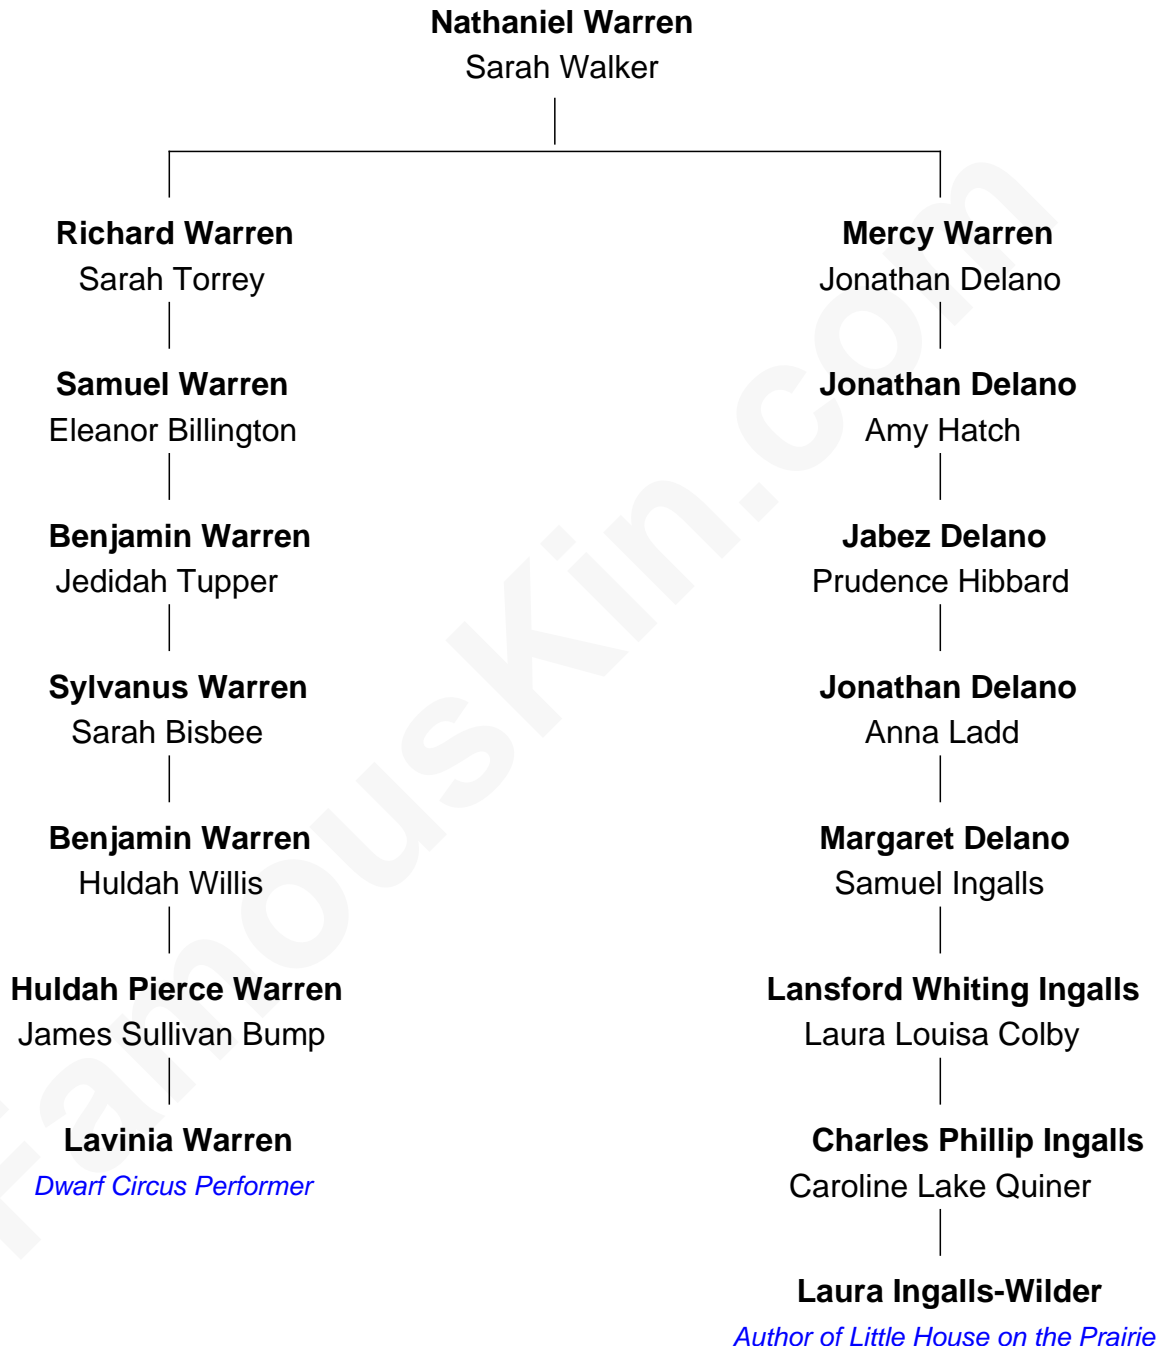 Nathaniel Warren
Sarah Walker
Richard Warren
Sarah Torrey
Mercy Warren
Jonathan Delano
Samuel Warren
Eleanor Billington
Jonathan Delano
Amy Hatch
Benjamin Warren
Jedidah Tupper
Jabez Delano
Prudence Hibbard
Sylvanus Warren
Sarah Bisbee
Jonathan Delano
Anna Ladd
Benjamin Warren
Huldah Willis
Margaret Delano
Samuel Ingalls
Huldah Pierce Warren
James Sullivan Bump
Lansford Whiting Ingalls
Laura Louisa Colby
Lavinia Warren
Dwarf Circus Performer
Charles Phillip Ingalls
Caroline Lake Quiner
Laura Ingalls-Wilder
Author of Little House on the Prairie
FamousKin.com